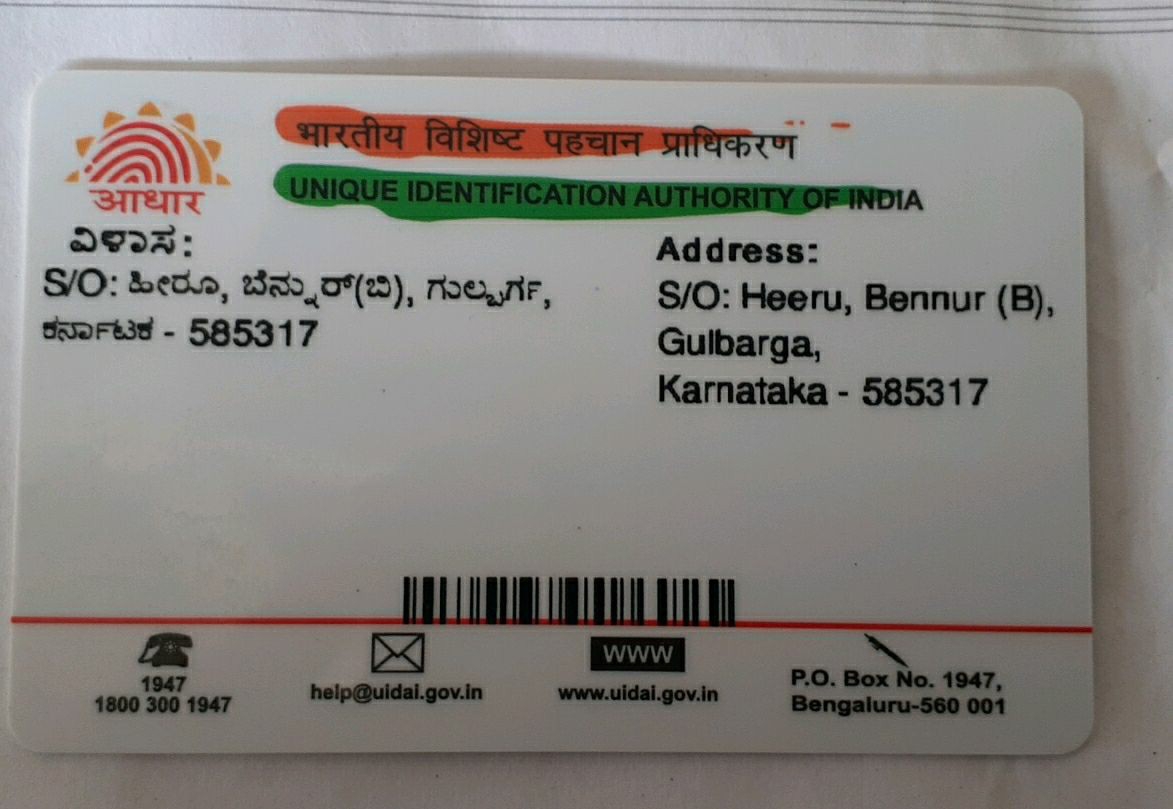 भारतीय विशिष्ट पहचान प्राधिकरण
UNIQUE IDENTIFICATION AUTHORITY OF INDIA
आधार
ವಿಳಾಸ:
S/O: ಹೀರೂ, ಬೆನ್ನುರ್(ಬಿ), ಗುಲ್ಬರ್ಗ,
ಕರ್ನಾಟಕ - 585317
Address:
S/O: Heeru, Bennur (B),
Gulbarga,
Karnataka - 585317
1947
1800 300 1947
help@uidai.gov.in
WWW
www.uidai.gov.in
P.O. Box No. 1947,
Bengaluru-560 001